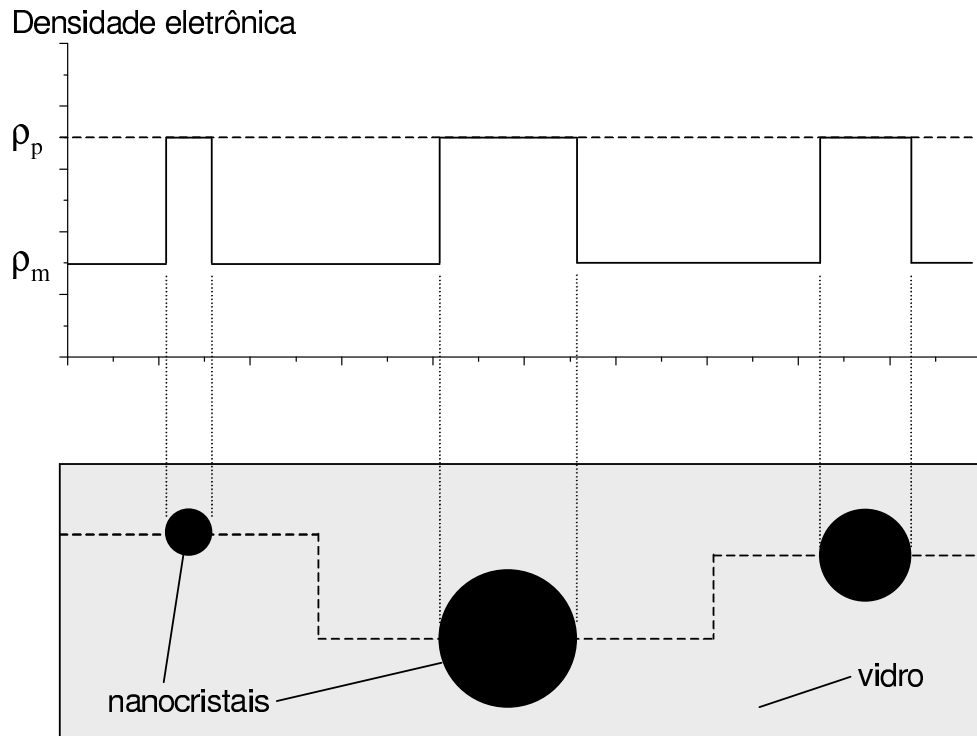 Densidade eletrônica
ρp
ρm
vidro
nanocristais